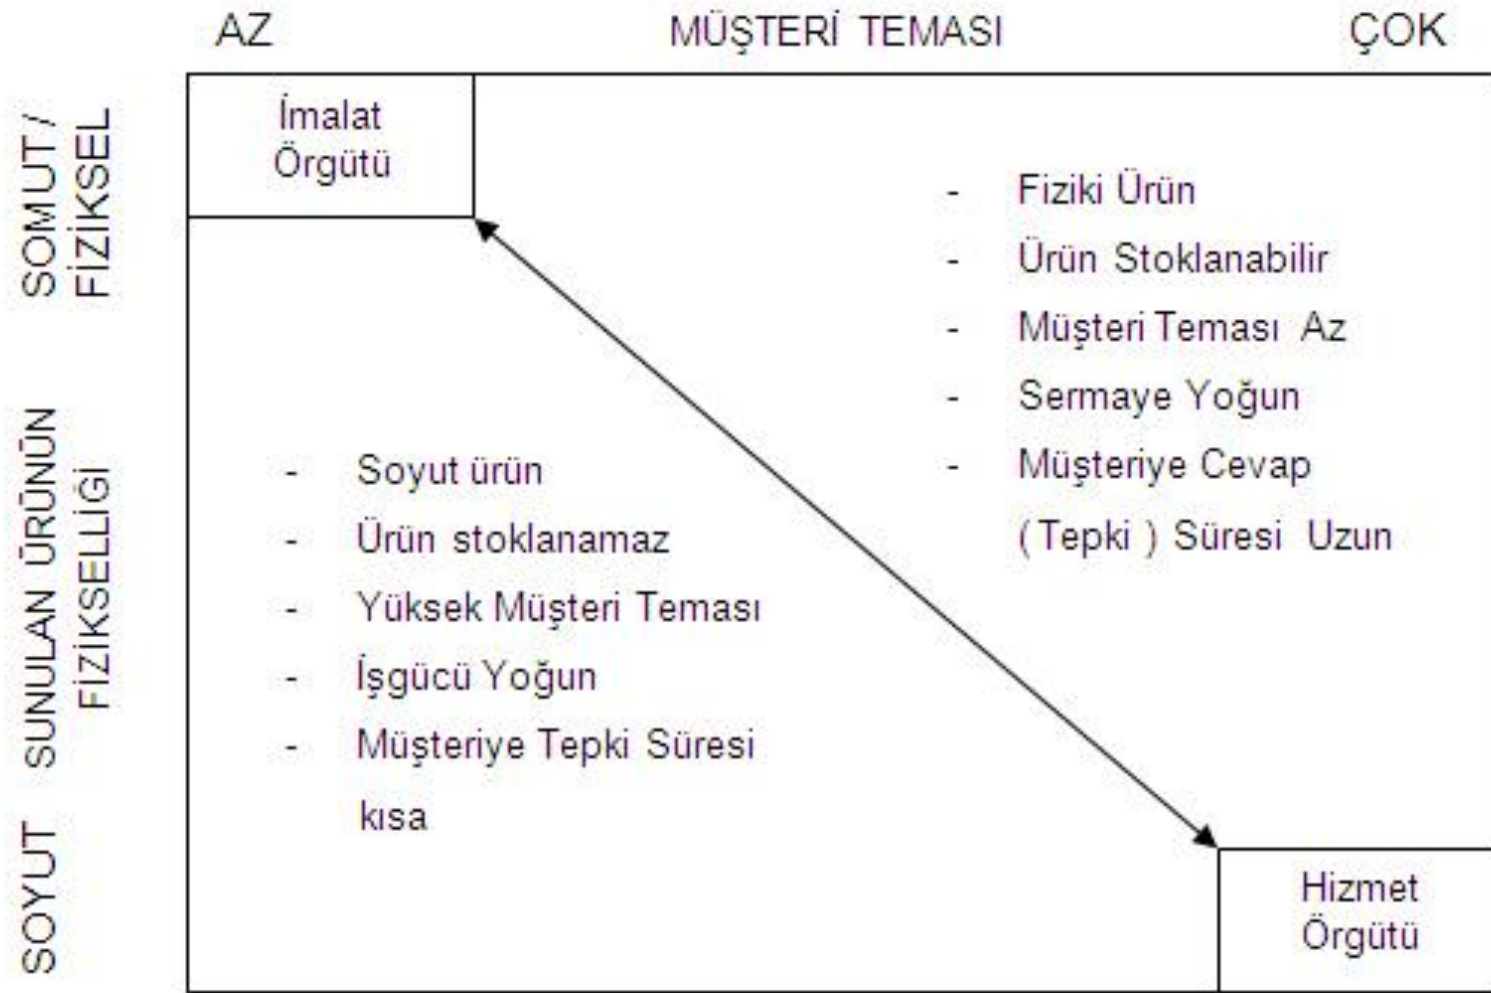 AZ MÜŞTERİ TEMASI ÇOK
SOMUT /
FİZİKSEL
SUNULAN ÜRÜNÜN
FİZİKSELLİĞİ
SOYUT
İmalat
Örgütü
- Fiziki Ürün
- Ürün Stoklanabilir
- Müşteri Teması Az
- Sermaye Yoğun
- Müşteriye Cevap
( Tepki ) Süresi Uzun
- Soyut ürün
- Ürün stoklanamaz
- Yüksek Müşteri Teması
- İşgücü Yoğun
- Müşteriye Tepki Süresi
kısa
Hizmet
Örgütü